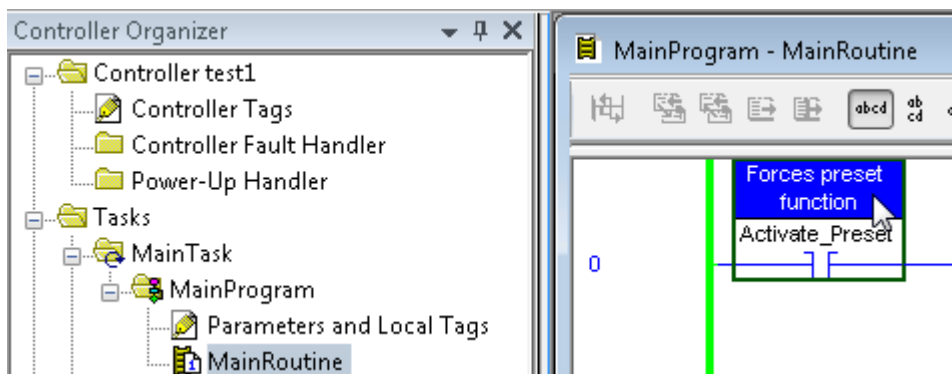 Controller Organizer
Controller test1
Controller Tags
Controller Fault Handler
Power-Up Handler
Tasks
MainTask
MainProgram
Parameters and Local Tags
MainRoutine
MainProgram - MainRoutine
abcd
ab
cd
Forces preset
function
Activate_Preset
0